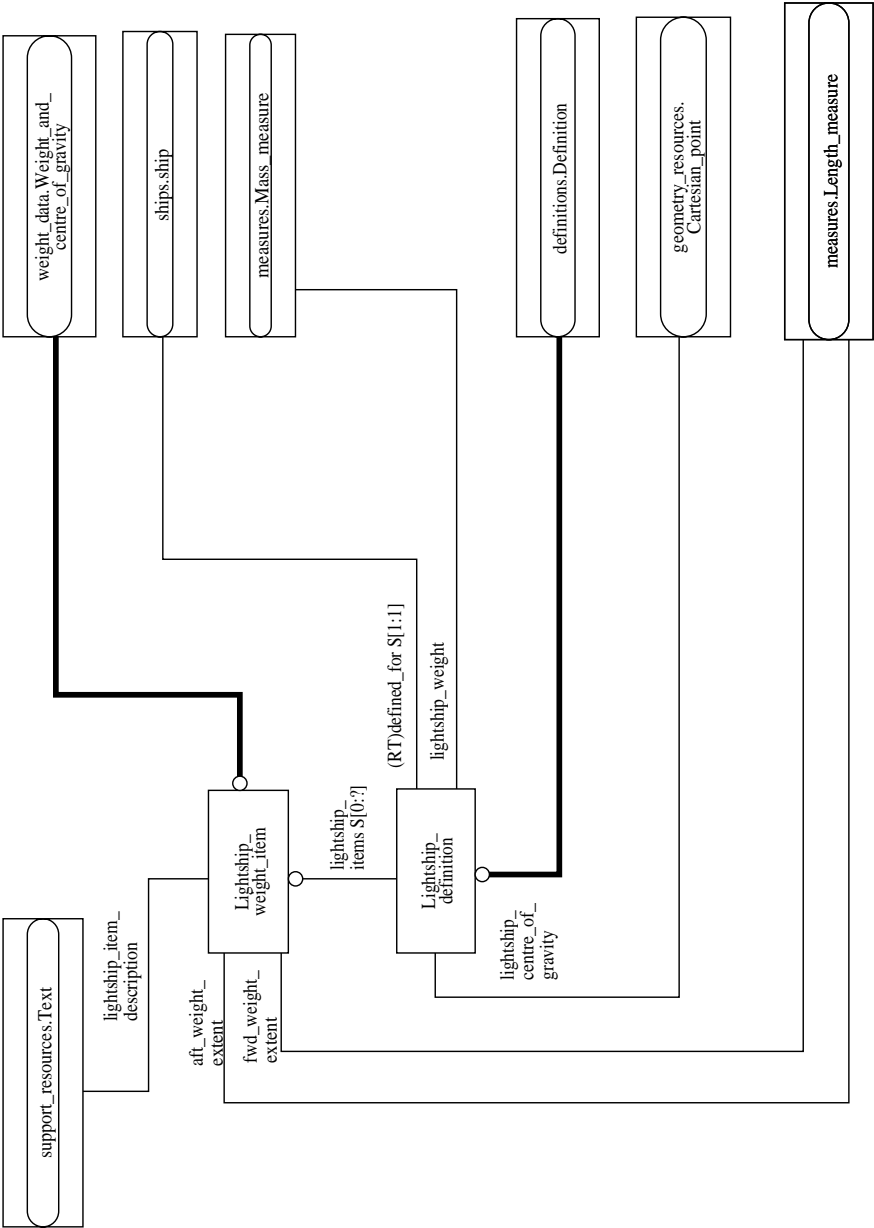 weight_data.Weight_and_
centre_of_gravity
ships.ship
measures.Mass_measure
definitions.Definition
geometry_resources.
Cartesian_point
measures.Length_measure
(RT)defined_for S[1:1]
lightship_weight
lightship_
items S[0:?]
Lightship_
weight_item
Lightship_
definition
lightship_
centre_of_
gravity
lightship_item_
description
aft_weight_
extent
fwd_weight_
extent
support_resources.Text